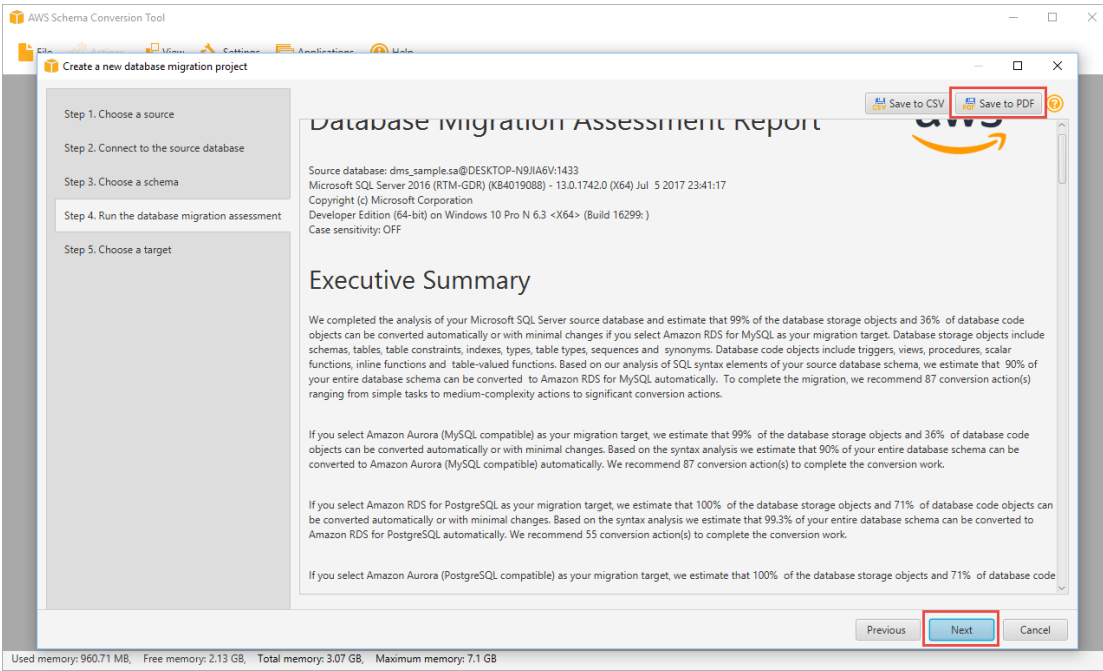 AWS Schema Conversion Tool
File Actions View Settings Applications Help
Create a new database migration project
Step 1. Choose a source
Step 2. Connect to the source database
Step 3. Choose a schema
Step 4. Run the database migration assessment
Step 5. Choose a target
CSV Save to CSV
PDF Save to PDF
?
Database Migration Assessment Report
aws
Source database: dms_sample.sa@DESKTOP-N9JIA6V:1433
Microsoft SQL Server 2016 (RTM-GDR) (KB4019088) - 13.0.1742.0 (X64) Jul 5 2017 23:41:17
Copyright (c) Microsoft Corporation
Developer Edition (64-bit) on Windows 10 Pro N 6.3 <X64> (Build 16299: )
Case sensitivity: OFF
Executive Summary
We completed the analysis of your Microsoft SQL Server source database and estimate that 99% of the database storage objects and 36% of database code
objects can be converted automatically or with minimal changes if you select Amazon RDS for MySQL as your migration target. Database storage objects include
schemas, tables, table constraints, indexes, types, table types, sequences and synonyms. Database code objects include triggers, views, procedures, scalar
functions, inline functions and table-valued functions. Based on our analysis of SQL syntax elements of your source database schema, we estimate that 90% of
your entire database schema can be converted to Amazon RDS for MySQL automatically. To complete the migration, we recommend 87 conversion action(s)
ranging from simple tasks to medium-complexity actions to significant conversion actions.
If you select Amazon Aurora (MySQL compatible) as your migration target, we estimate that 99% of the database storage objects and 36% of database code
objects can be converted automatically or with minimal changes. Based on the syntax analysis we estimate that 90% of your entire database schema can be
converted to Amazon Aurora (MySQL compatible) automatically. We recommend 87 conversion action(s) to complete the conversion work.
If you select Amazon RDS for PostgreSQL as your migration target, we estimate that 100% of the database storage objects and 71% of database code objects can
be converted automatically or with minimal changes. Based on the syntax analysis we estimate that 99.3% of your entire database schema can be converted to
Amazon RDS for PostgreSQL automatically. We recommend 55 conversion action(s) to complete the conversion work.
If you select Amazon Aurora (PostgreSQL compatible) as your migration target, we estimate that 100% of the database storage objects and 71% of database code
Previous Next Cancel
Used memory: 960.71 MB, Free memory: 2.13 GB, Total memory: 3.07 GB, Maximum memory: 7.1 GB